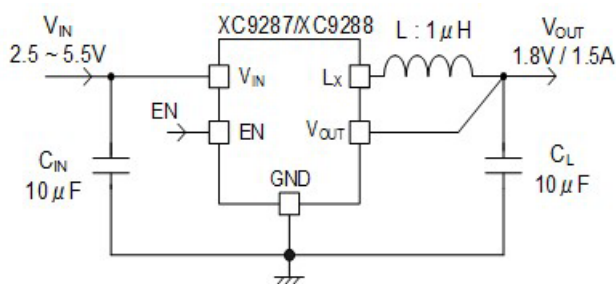 XC9287/XC9288
VIN
2.5 ~ 5.5V
L : 1μH
VOUT
1.8V / 1.5A
VIN
LX
EN
EN
VOUT
GND
CIN
10μF
CL
10μF